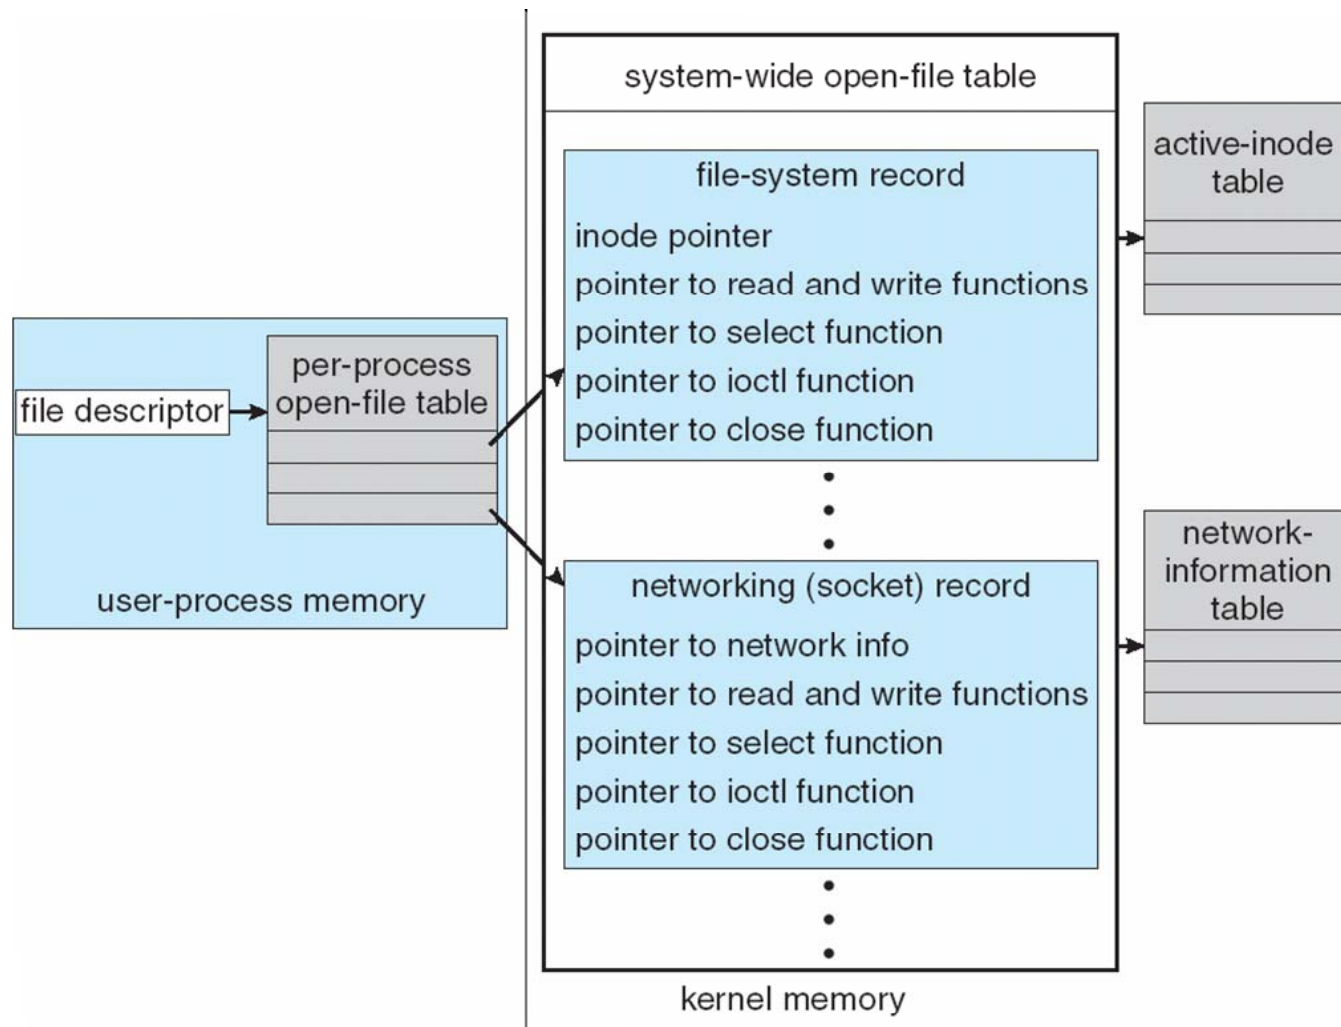 file descriptor
per-process
open-file table
user-process memory
system-wide open-file table
file-system record
inode pointer
pointer to read and write functions
pointer to select function
pointer to ioctl function
pointer to close function
networking (socket) record
pointer to network info
pointer to read and write functions
pointer to select function
pointer to ioctl function
pointer to close function
kernel memory
active-inode
table
network-
information
table